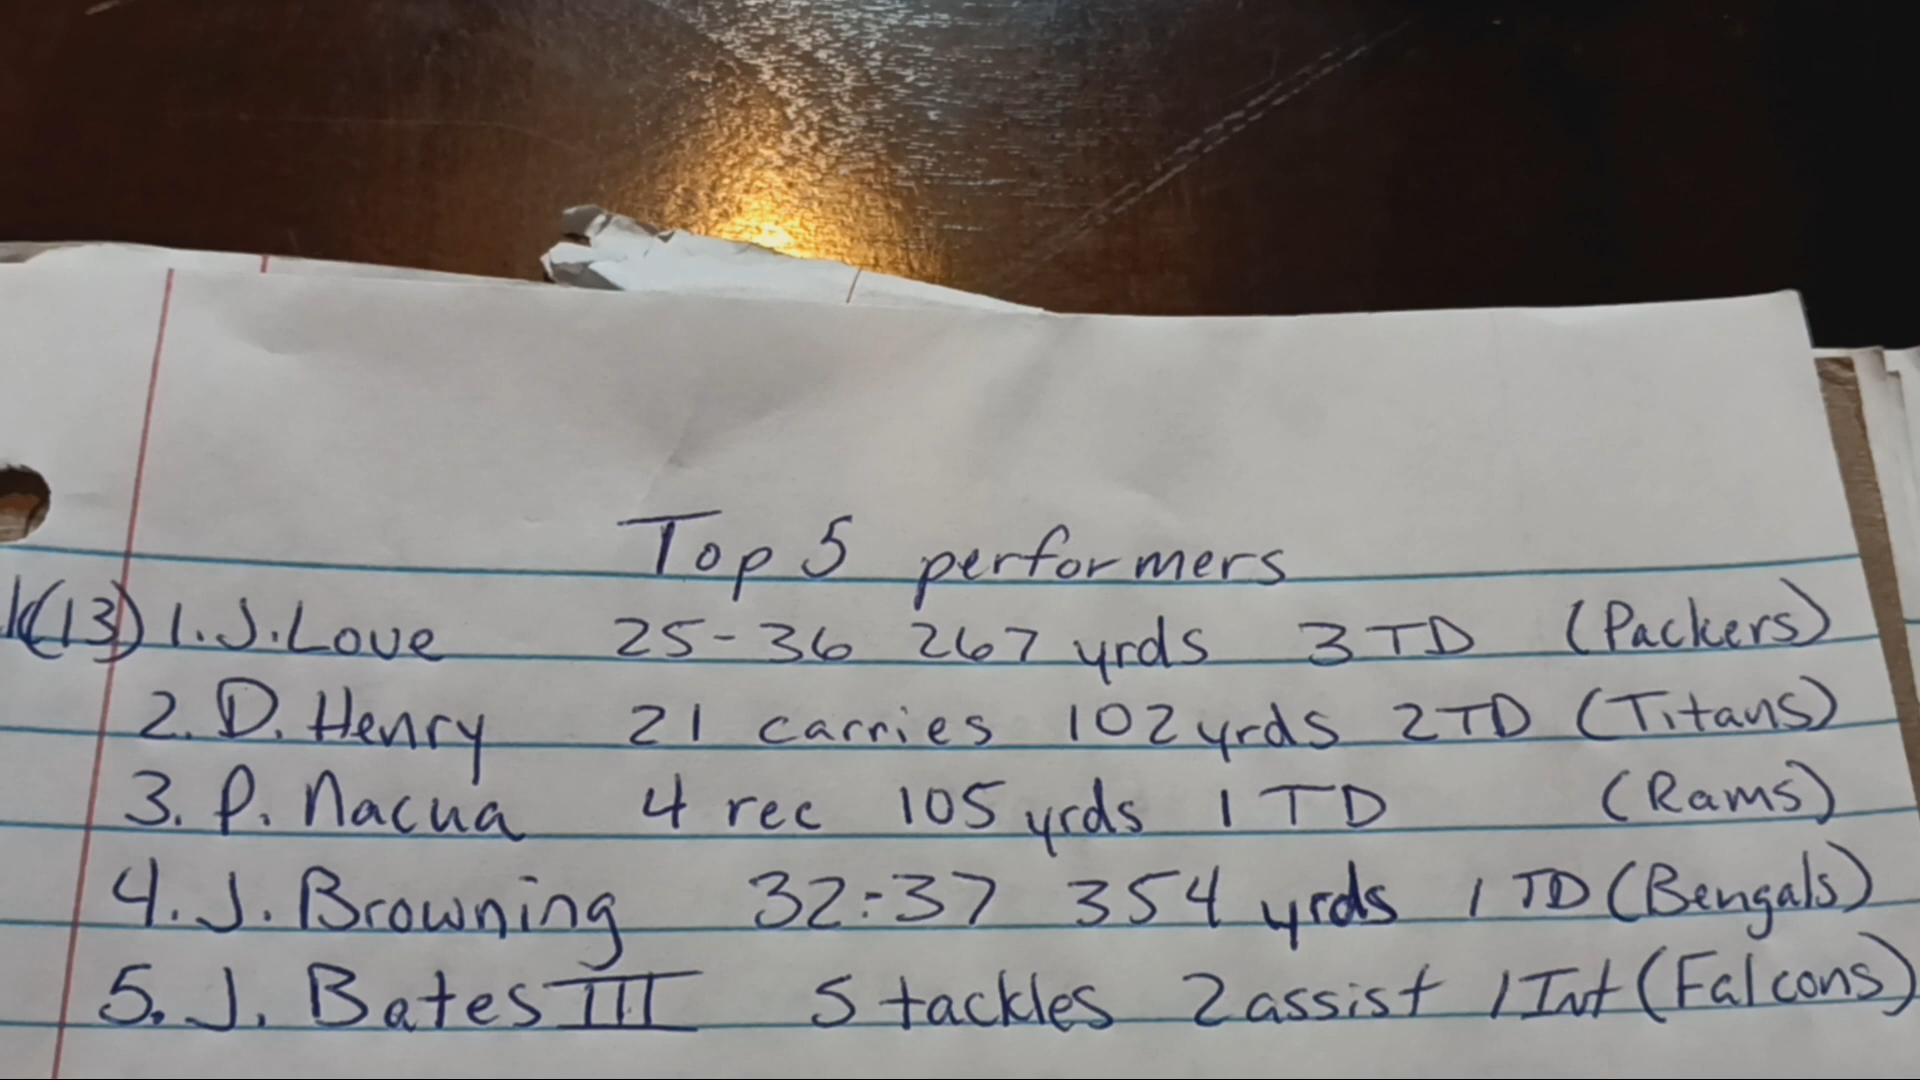 Top 5 performers
k(13) 1. J. Love 25-36 267 yrds 3 TD (Packers)
2. D. Henry 21 carries 102 yrds 2 TD (Titans)
3. P. Nacua 4 rec 105 yrds 1 TD (Rams)
4. J. Browning 32-37 354 yrds 1 TD (Bengals)
5. J. Bates III 5 tackles 2 assist 1 Int (Falcons)